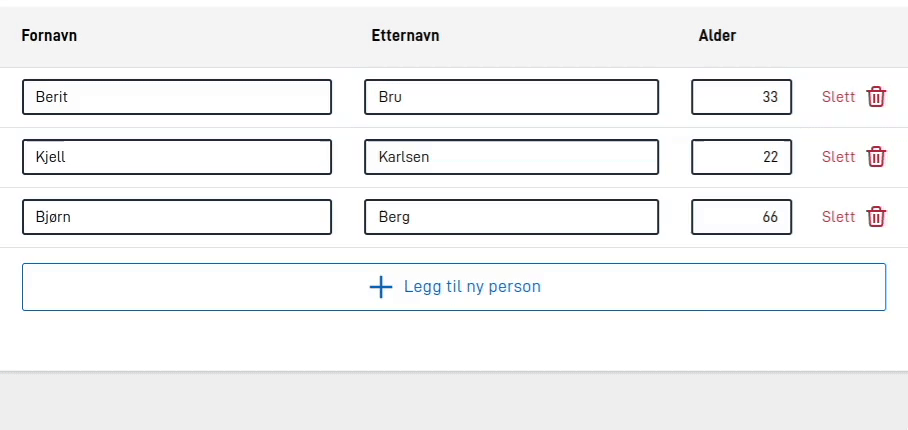 Fornavn Etternavn Alder
Berit Bru 33 Slett
Kjell Karlsen 22 Slett
Bjørn Berg 66 Slett
Legg til ny person